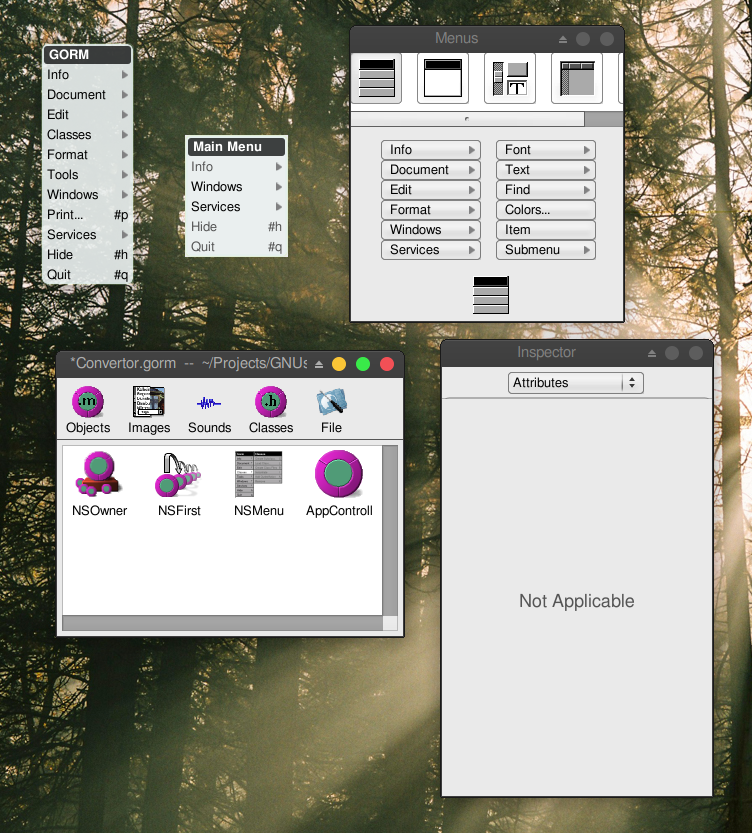 GORM
Info
Document
Edit
Classes
Format
Tools
Windows
Print... #p
Services
Hide #h
Quit #q
Main Menu
Info
Windows
Services
Hide #h
Quit #q
Menus
Info Font
Document Text
Edit Find
Format Colors...
Windows Item
Services Submenu
*Convertor.gorm -- ~/Projects/GNUs
.m .h
Objects Images Sounds Classes File
NSOwner NSFirst NSMenu AppControll
Inspector
Attributes
Not Applicable